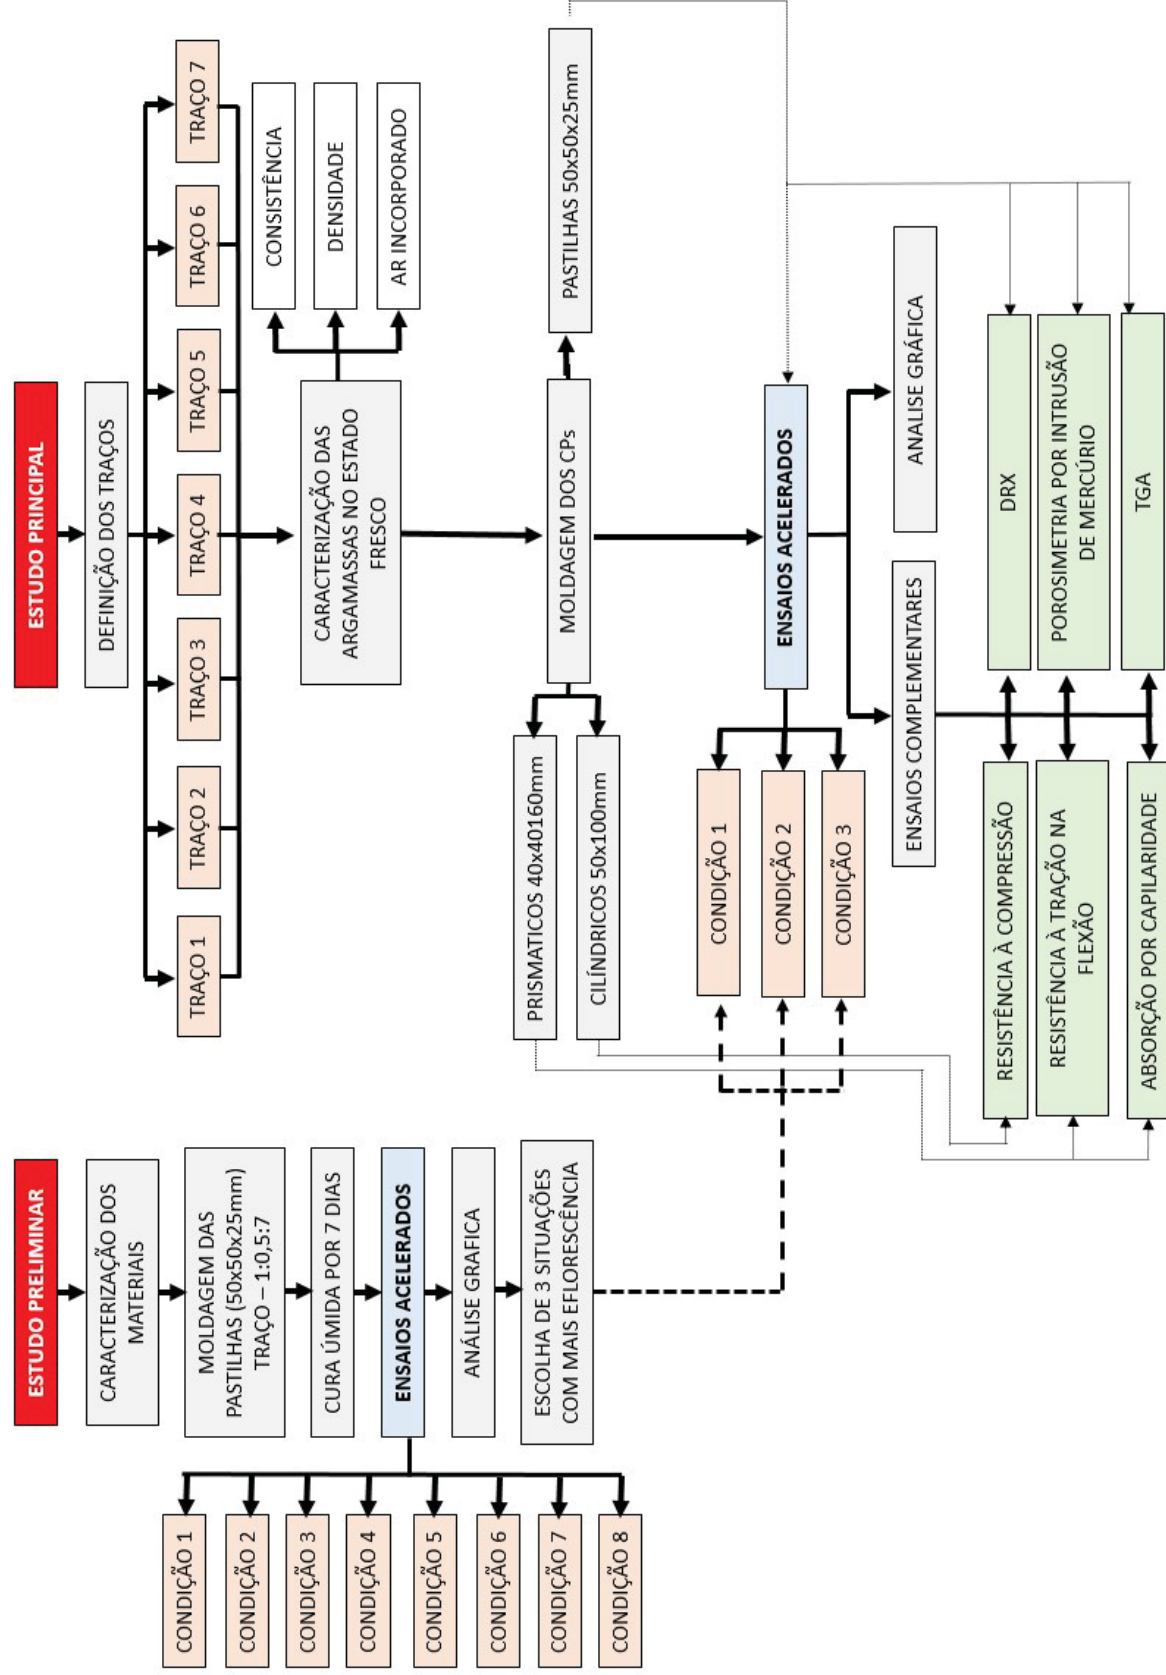 ESTUDO PRELIMINAR
CARACTERIZAÇÃO DOS
MATERIAIS
MOLDAGEM DAS
PASTILHAS (50x50x25mm)
TRAÇO – 1:0,5:7
CURA ÚMIDA POR 7 DIAS
ENSAIOS ACELERADOS
CONDIÇÃO 1
CONDIÇÃO 2
CONDIÇÃO 3
CONDIÇÃO 4
CONDIÇÃO 5
CONDIÇÃO 6
CONDIÇÃO 7
CONDIÇÃO 8
ANÁLISE GRAFICA
ESCOLHA DE 3 SITUAÇÕES
COM MAIS EFLORESCÊNCIA
ESTUDO PRINCIPAL
DEFINIÇÃO DOS TRAÇOS
TRAÇO 1
TRAÇO 2
TRAÇO 3
TRAÇO 4
TRAÇO 5
TRAÇO 6
TRAÇO 7
CARACTERIZAÇÃO DAS
ARGAMASSAS NO ESTADO
FRESCO
CONSISTÊNCIA
DENSIDADE
AR INCORPORADO
MOLDAGEM DOS CPs
PRISMATICOS 40x40160mm
CILÍNDRICOS 50x100mm
PASTILHAS 50x50x25mm
ENSAIOS ACELERADOS
CONDIÇÃO 1
CONDIÇÃO 2
CONDIÇÃO 3
ENSAIOS COMPLEMENTARES
ANALISE GRÁFICA
RESISTÊNCIA À COMPRESSÃO
DRX
RESISTÊNCIA À TRAÇÃO NA
FLEXÃO
POROSIMETRIA POR INTRUSÃO
DE MERCÚRIO
ABSORÇÃO POR CAPILARIDADE
TGA